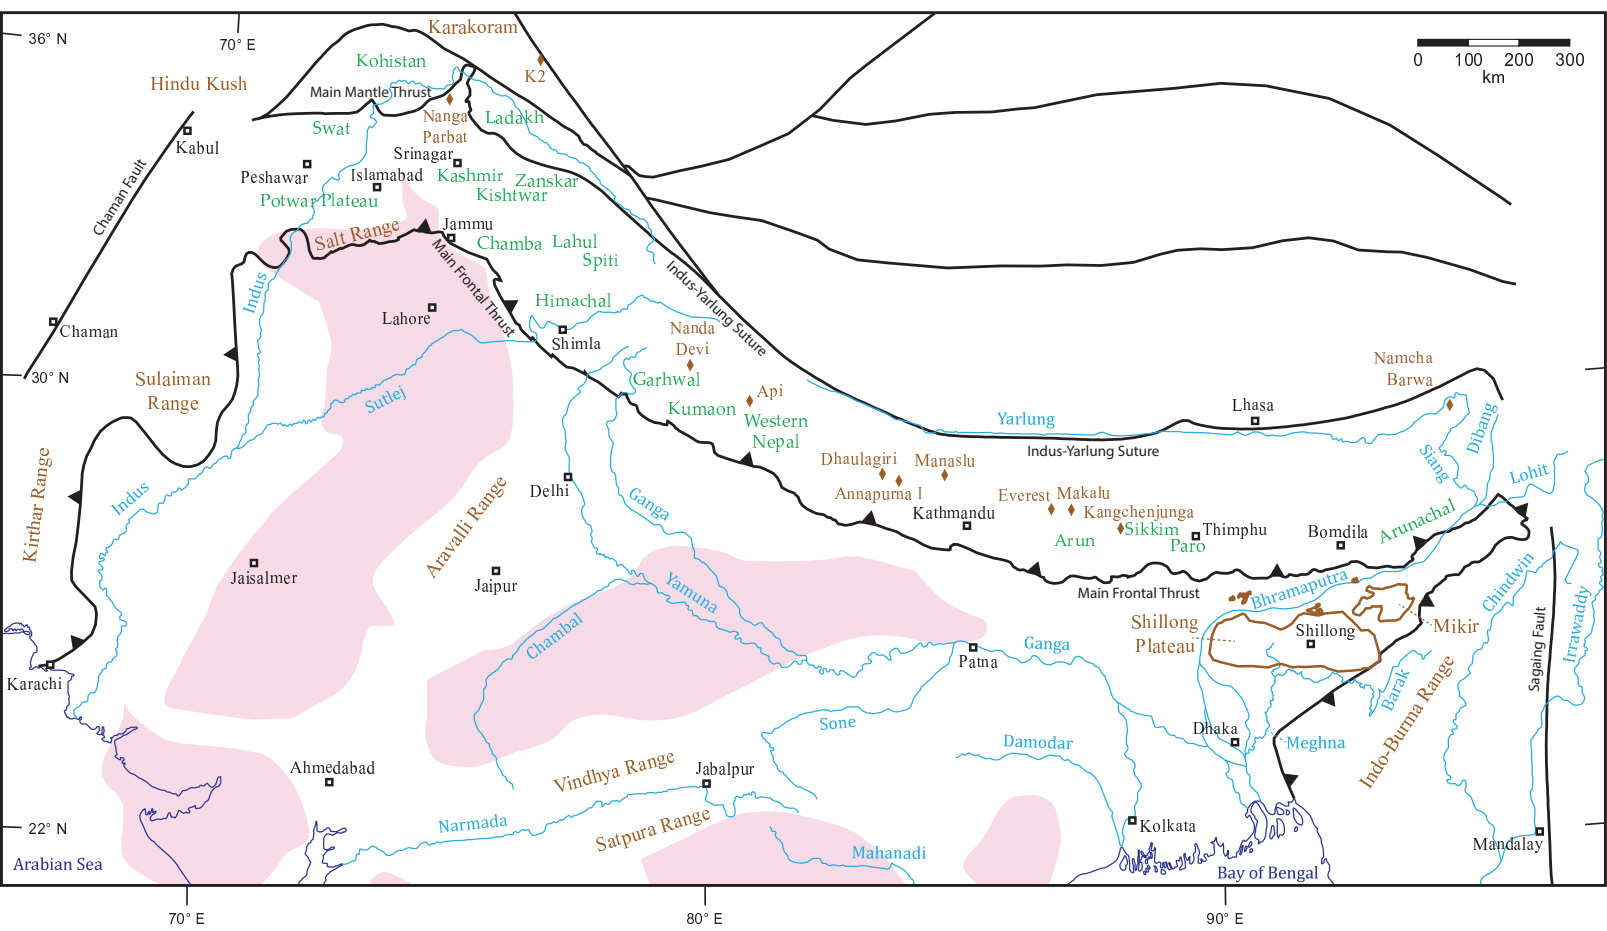 36° N
70° E
Karakoram
0 100 200 300
km
Kohistan
K2
Hindu Kush
Main Mantle Thrust
Nanga
Parbat
Ladakh
Swat
Kabul
Srinagar
Peshawar
Islamabad
Kashmir
Zanskar
Kishtwar
Potwar Plateau
Chaman Fault
Salt Range
Jammu
Chamba
Lahul
Spiti
Main Frontal Thrust
Indus-Yarlung Suture
Indus
Himachal
Lahore
Chaman
Shimla
Nanda
Devi
Namcha
Barwa
30° N
Sulaiman
Range
Garhwal
Api
Sutlej
Kumaon
Western
Nepal
Lhasa
Yarlung
Indus-Yarlung Suture
Dibang
Siang
Lohit
Dhaulagiri
Manaslu
Annapurna I
Everest
Makalu
Kangchenjunga
Kathmandu
Delhi
Ganga
Indus
Kirthar Range
Aravalli Range
Sikkim
Thimphu
Arun
Paro
Bomdila
Arunachal
Jaisalmer
Jaipur
Yamuna
Main Frontal Thrust
Bhramaputra
Chindwin
Irrawaddy
Chambal
Shillong
Plateau
Shillong
Mikir
Sagaing Fault
Karachi
Patna
Ganga
Barak
Indo-Burma Range
Sone
Dhaka
Meghna
Damodar
Ahmedabad
Vindhya Range
Jabalpur
Narmada
Satpura Range
Kolkata
22° N
Mandalay
Arabian Sea
Mahanadi
Bay of Bengal
70° E
80° E
90° E